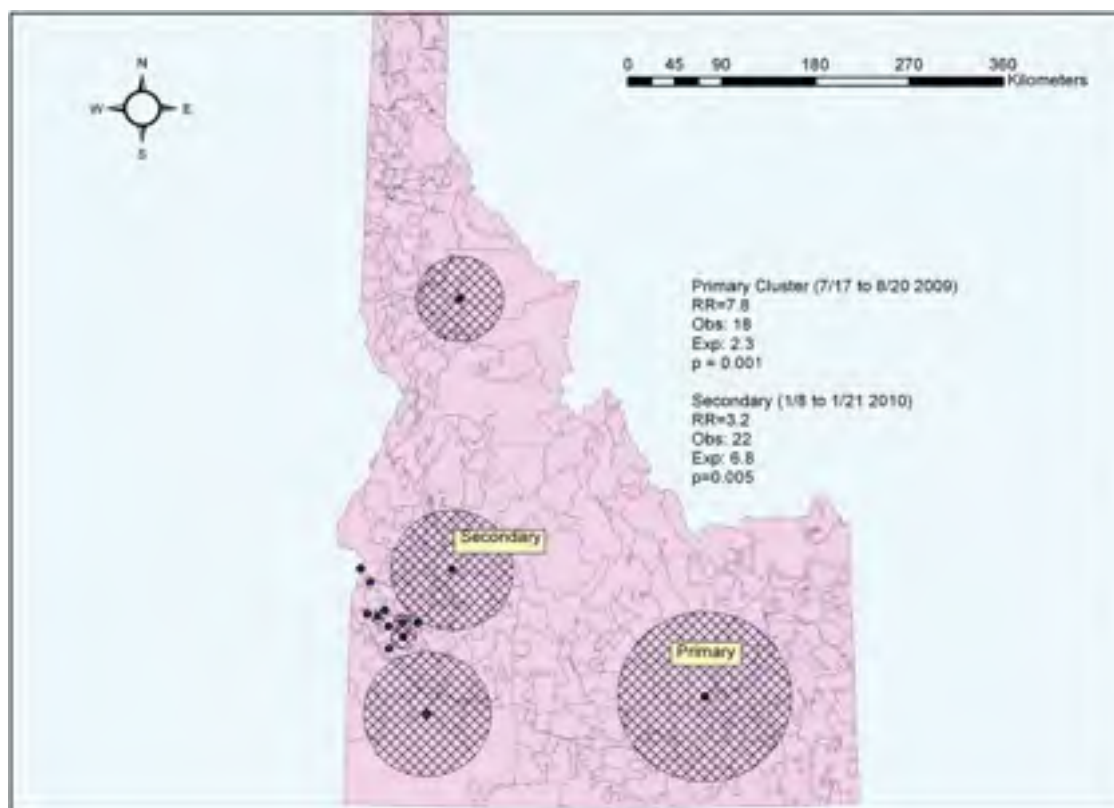 N
W E
S
0 45 90 180 270 360
Kilometers
Primary Cluster (7/17 to 8/20 2009)
RR=7.8
Obs: 18
Exp: 2.3
p = 0.001
Secondary (1/8 to 1/21 2010)
RR=3.2
Obs: 22
Exp: 6.8
p=0.005
Secondary
Primary